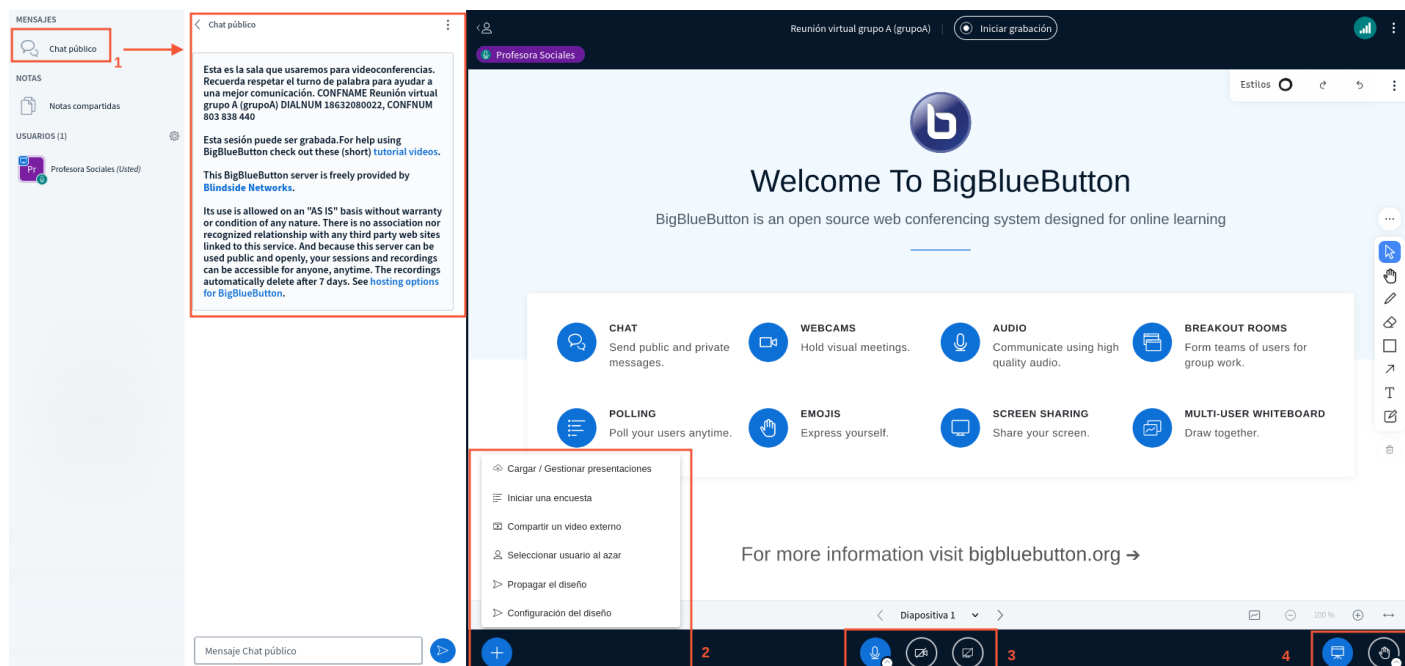 MENSAJES
Chat público
1
NOTAS
Notas compartidas
USUARIOS (1)
Pr
Profesora Sociales (Usted)
Chat público
Esta es la sala que usaremos para videoconferencias.
Recuerda respetar el turno de palabra para ayudar a
una mejor comunicación. CONFNAME Reunión virtual
grupo A (grupoA) DIALNUM 18632080022, CONFNUM
803 838 440
Esta sesión puede ser grabada.For help using
BigBlueButton check out these (short) tutorial videos.
This BigBlueButton server is freely provided by
Blindside Networks.
Its use is allowed on an "AS IS" basis without warranty
or condition of any nature. There is no association nor
recognized relationship with any third party web sites
linked to this service. And because this server can be
used public and openly, your sessions and recordings
can be accessible for anyone, anytime. The recordings
automatically delete after 7 days. See hosting options
for BigBlueButton.
Mensaje Chat público
Reunión virtual grupo A (grupoA)
Iniciar grabación
Profesora Sociales
Estilos
b
Welcome To BigBlueButton
BigBlueButton is an open source web conferencing system designed for online learning
CHAT
Send public and private
messages.
WEBCAMS
Hold visual meetings.
AUDIO
Communicate using high
quality audio.
BREAKOUT ROOMS
Form teams of users for
group work.
POLLING
Poll your users anytime.
EMOJIS
Express yourself.
SCREEN SHARING
Share your screen.
MULTI-USER WHITEBOARD
Draw together.
T
Cargar / Gestionar presentaciones
Iniciar una encuesta
Compartir un video externo
Seleccionar usuario al azar
Propagar el diseño
Configuración del diseño
For more information visit bigbluebutton.org ➔
Diapositiva 1
100 %
2
3
4